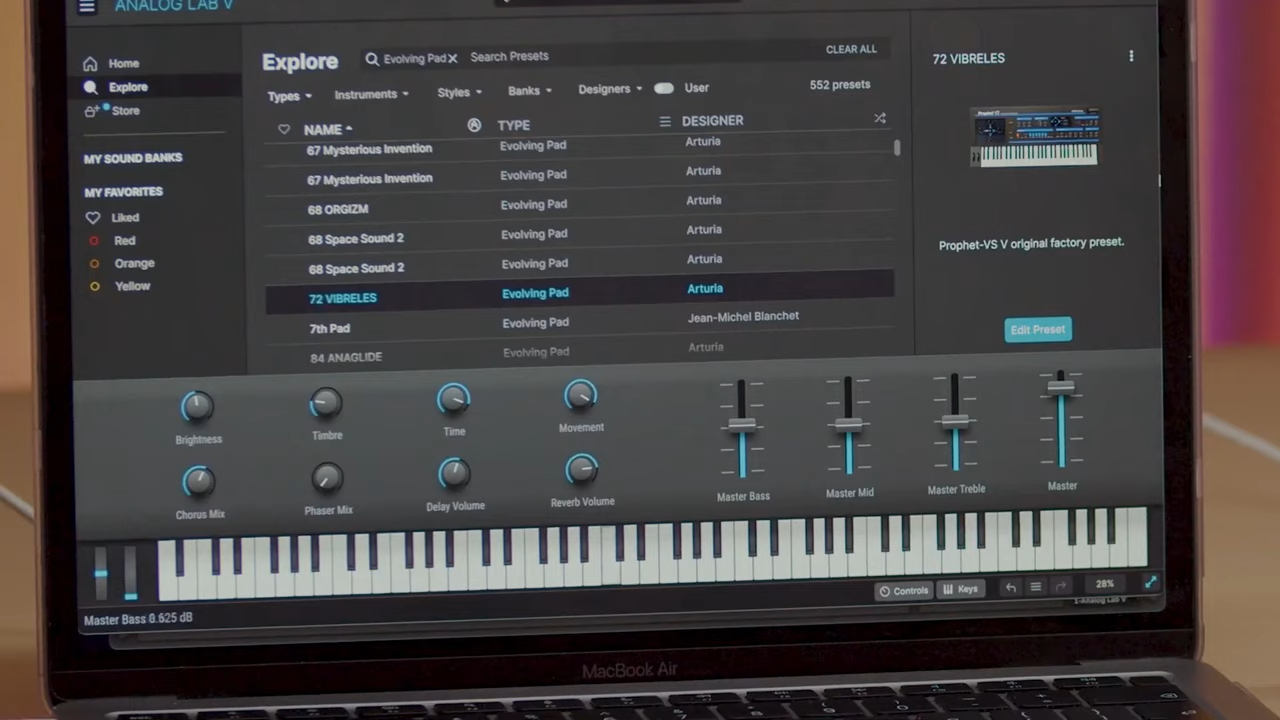 ANALOG LAB V
Home
Explore
Store
MY SOUND BANKS
MY FAVORITES
Liked
Red
Orange
Yellow
Explore
Evolving Pad
Search Presets
CLEAR ALL
Types
Instruments
Styles
Banks
Designers
User
552 presets
NAME TYPE DESIGNER
67 Mysterious Invention Evolving Pad Arturia
67 Mysterious Invention Evolving Pad Arturia
68 ORGIZM Evolving Pad Arturia
68 Space Sound 2 Evolving Pad Arturia
68 Space Sound 2 Evolving Pad Arturia
72 VIBRELES Evolving Pad Arturia
7th Pad Evolving Pad Jean-Michel Blanchet
84 ANAGLIDE Evolving Pad Arturia
72 VIBRELES
Prophet-VS V original factory preset.
Edit Preset
Brightness Timbre Time Movement
Chorus Mix Phaser Mix Delay Volume Reverb Volume
Master Bass Master Mid Master Treble Master
Controls Keys 28%
Master Bass 0.625 dB
MacBook Air